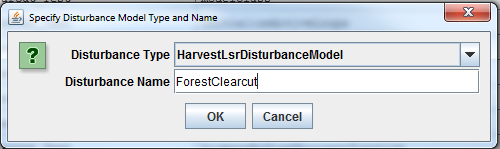 Specify Disturbance Model Type and Name
Disturbance Type HarvestLsrDisturbanceModel
Disturbance Name ForestClearcut
OK Cancel